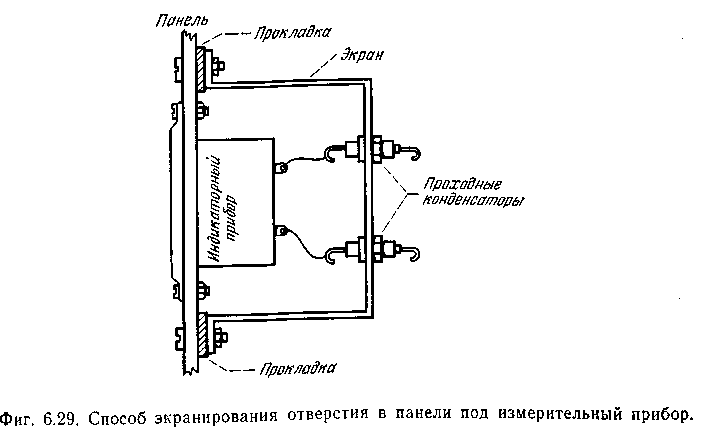 Панель
Прокладка
Экран
Индикаторный
прибор
Проходные
конденсаторы
Прокладка
Фиг. 6.29. Способ экранирования отверстия в панели под измерительный прибор.